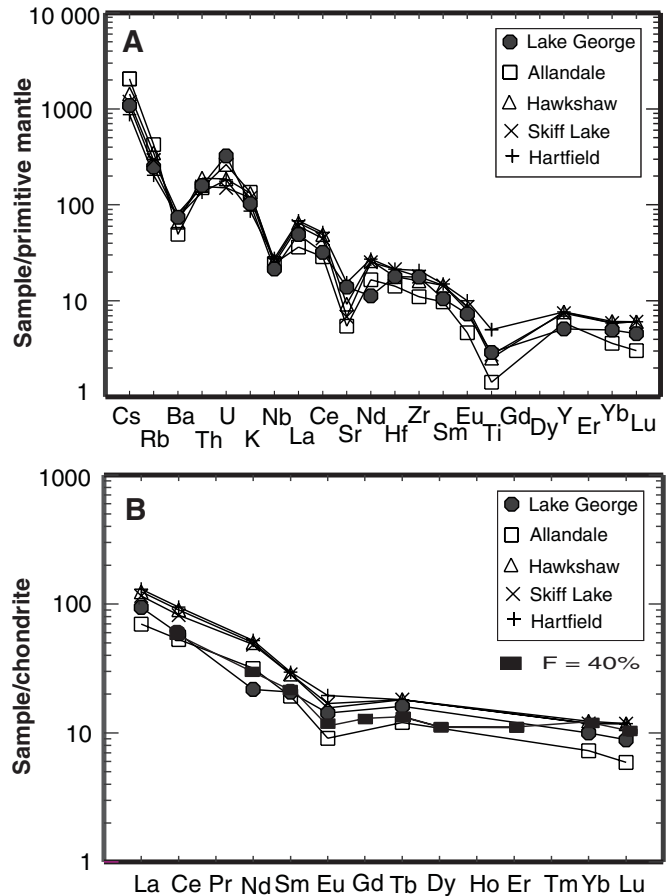 10 000
1000
100
10
1
Sample/primitive mantle
A
Lake George
Allandale
Hawkshaw
Skiff Lake
Hartfield
Cs Rb Ba Th U K Nb La Ce Sr Nd Hf Zr Sm Eu Ti Gd Dy Y Er Yb Lu
1000
100
10
1
Sample/chondrite
B
Lake George
Allandale
Hawkshaw
Skiff Lake
Hartfield
F = 40%
La Ce Pr Nd Sm Eu Gd Tb Dy Ho Er Tm Yb Lu